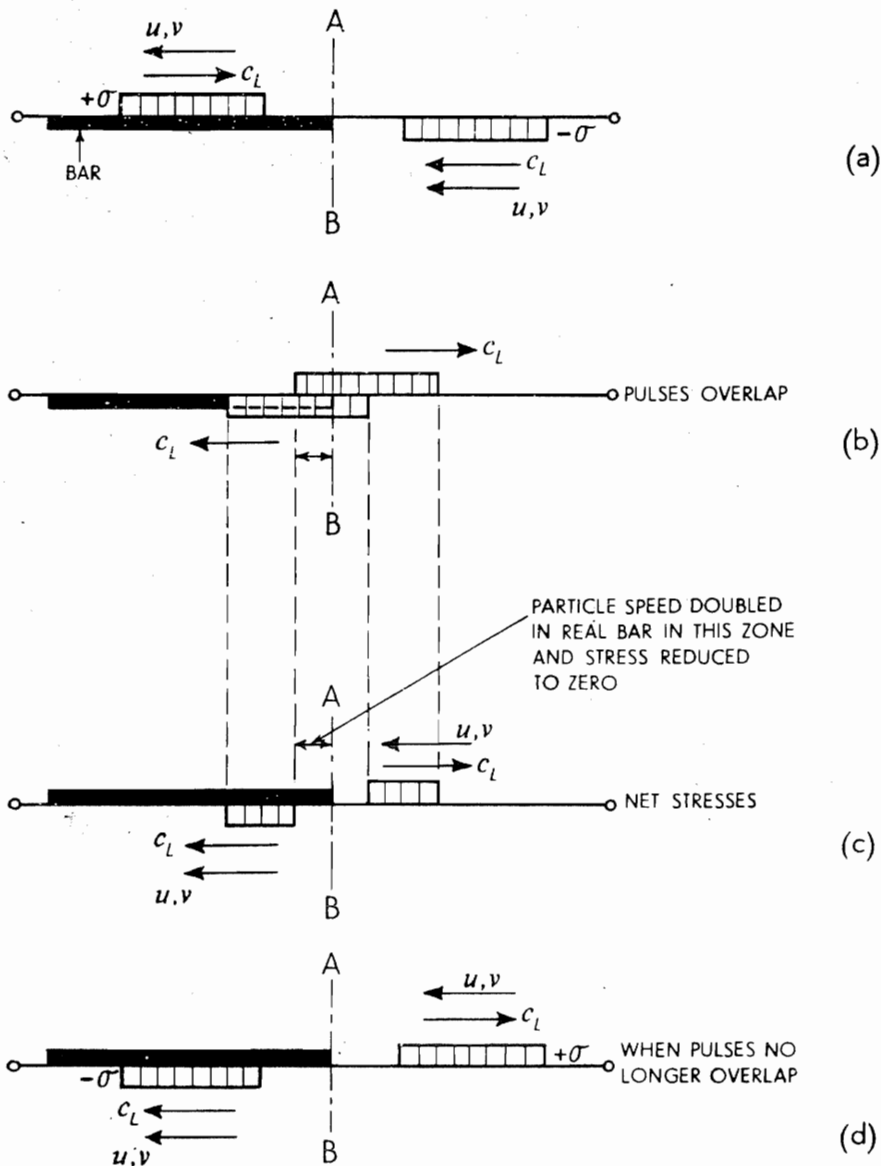 A
u,v
c_L
+σ
-σ
BAR
c_L
u,v
B
(a)
A
c_L
PULSES OVERLAP
c_L
B
(b)
PARTICLE SPEED DOUBLED
IN REAL BAR IN THIS ZONE
AND STRESS REDUCED
TO ZERO
A
u,v
c_L
NET STRESSES
c_L
u,v
B
(c)
A
u,v
c_L
+σ
WHEN PULSES NO
LONGER OVERLAP
-σ
c_L
u,v
B
(d)